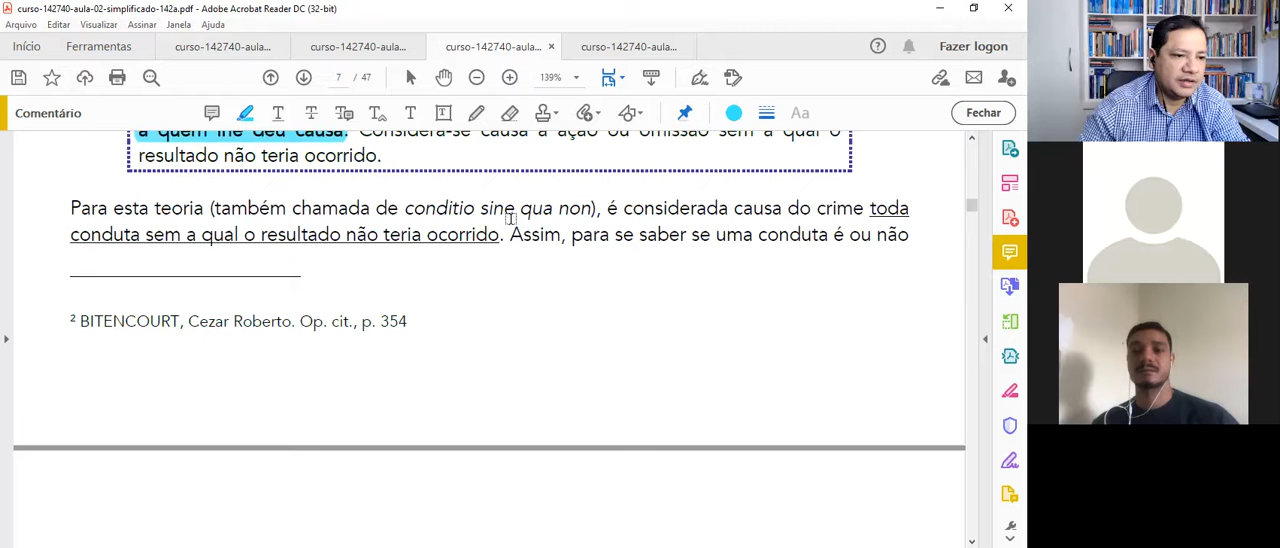 curso-142740-aula-02-simplificado-142a.pdf - Adobe Acrobat Reader DC (32-bit)
Arquivo Editar Visualizar Assinar Janela Ajuda
Início Ferramentas curso-142740-aula... curso-142740-aula... curso-142740-aula... × curso-142740-aula... Fazer logon
7 / 47 139%
Comentário Aa Fechar
a quem lhe deu causa. Considera-se causa a ação ou omissão sem a qual o
resultado não teria ocorrido.
Para esta teoria (também chamada de conditio sine qua non), é considerada causa do crime toda
conduta sem a qual o resultado não teria ocorrido. Assim, para se saber se uma conduta é ou não
² BITENCOURT, Cezar Roberto. Op. cit., p. 354